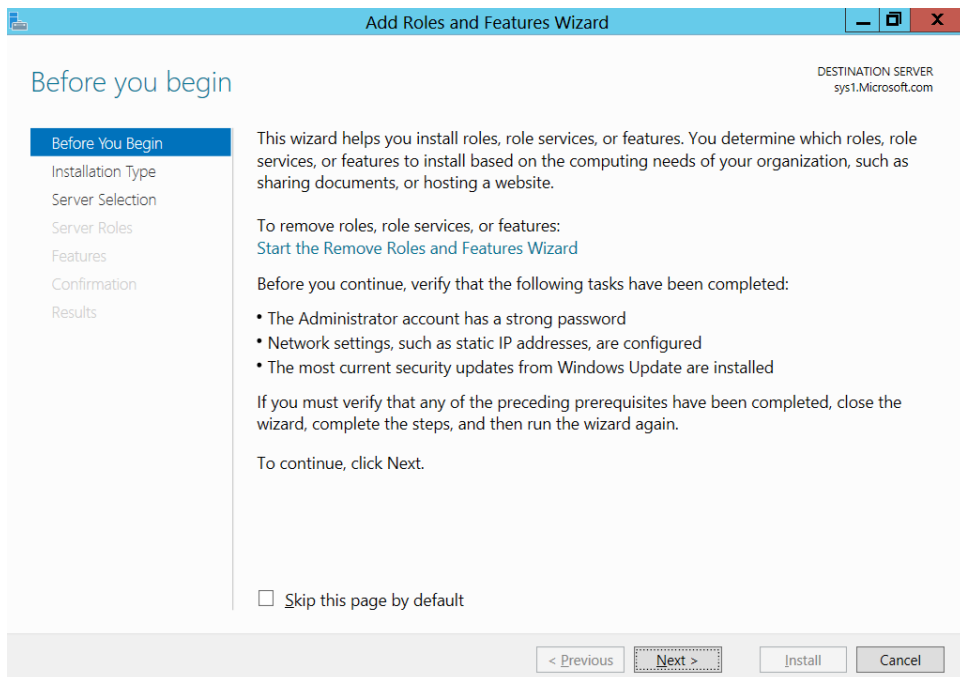 Add Roles and Features Wizard
X
Before you begin
DESTINATION SERVER
sys1.Microsoft.com
Before You Begin
Installation Type
Server Selection
Server Roles
Features
Confirmation
Results
This wizard helps you install roles, role services, or features. You determine which roles, role
services, or features to install based on the computing needs of your organization, such as
sharing documents, or hosting a website.
To remove roles, role services, or features:
Start the Remove Roles and Features Wizard
Before you continue, verify that the following tasks have been completed:
• The Administrator account has a strong password
• Network settings, such as static IP addresses, are configured
• The most current security updates from Windows Update are installed
If you must verify that any of the preceding prerequisites have been completed, close the
wizard, complete the steps, and then run the wizard again.
To continue, click Next.
Skip this page by default
< Previous Next > Install Cancel